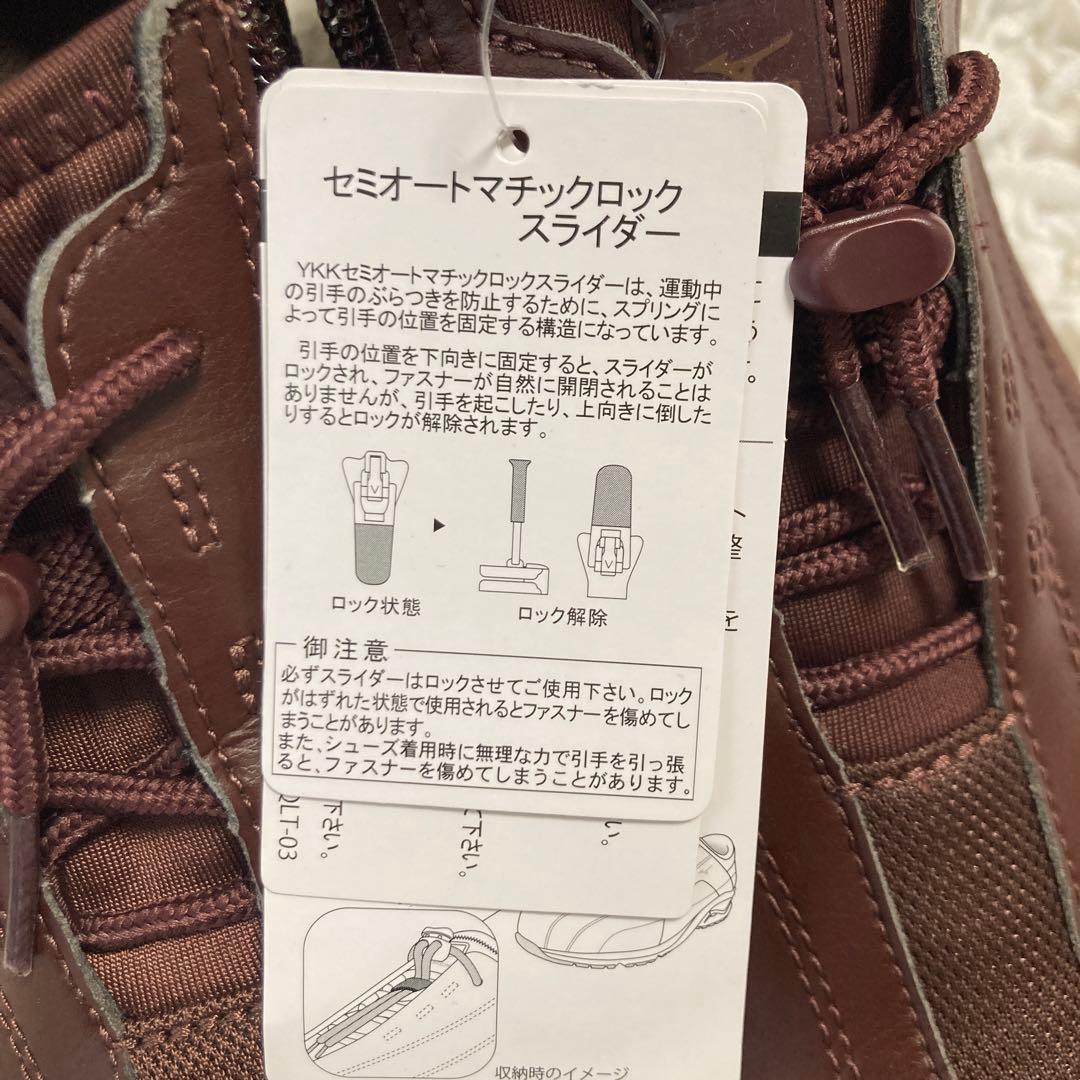 セミオートマチックロック
スライダー
YKKセミオートマチックロックスライダーは、運動中
の引手のぶらつきを防止するために、スプリングに
よって引手の位置を固定する構造になっています。
引手の位置を下向きに固定すると、スライダーが
ロックされ、ファスナーが自然に開閉されることは
ありませんが、引手を起こしたり、上向きに倒した
りするとロックが解除されます。
ロック状態
ロック解除
御注意
必ずスライダーはロックさせてご使用下さい。ロック
がはずれた状態で使用されるとファスナーを傷めてし
まうことがあります。
また、シューズ着用時に無理な力で引手を引っ張
ると、ファスナーを傷めてしまうことがあります。
QLT-03
下さい。
て下さい。
い。
を
収納時のイメージ